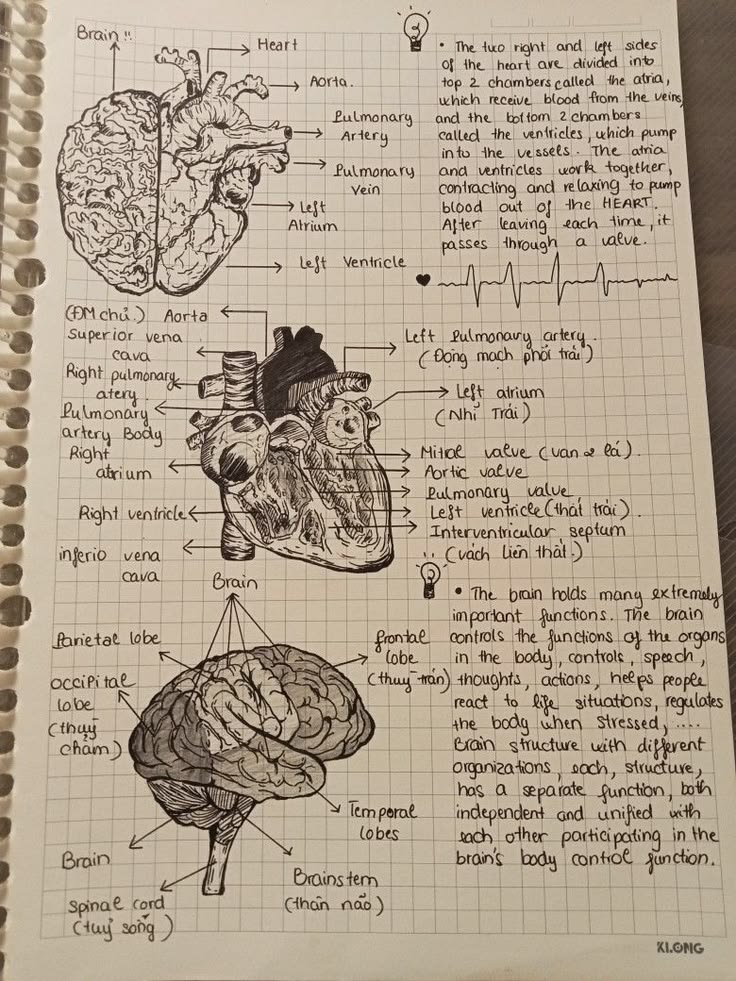 Brain !!
Heart
Aorta.
Pulmonary
Artery
Pulmonary
Vein
Left
Atrium
Left Ventricle
• The two right and left sides
of the heart are divided into
top 2 chambers called the atria,
which receive blood from the veins,
and the bottom 2 chambers
called the ventricles, which pump
into the vessels. The atria
and ventricles work together,
contracting and relaxing to pump
blood out of the HEART.
After leaving each time, it
passes through a valve.
(ĐM chủ.) Aorta
superior vena
cava
Right pulmonary
atery.
Pulmonary
artery Body
Right
atrium
Right ventricle
inferio vena
cava
Left Pulmonary artery.
(Động mạch phổi trái)
Left atrium
(Nhĩ Trái)
Mitral valve (van 2 lá).
Aortic valve
Pulmonary valve
Left ventricle (thất trái).
Interventricular septum
(vách liên thất.)
Brain
Parietal lobe
occipital
lobe
(thuỳ
chẩm)
frontal
lobe
(thuỳ trán)
Temporal
lobes
Brain
Brainstem
(thân não)
spinal cord
(tuỷ sống)
• The brain holds many extremely
important functions. The brain
controls the functions of the organs
in the body, controls, speech,
thoughts, actions, helps people
react to life situations, regulates
the body when stressed, ....
Brain structure with different
organizations, each, structure,
has a separate function, both
independent and unified with
each other participating in the
brain's body control function.
KLONG